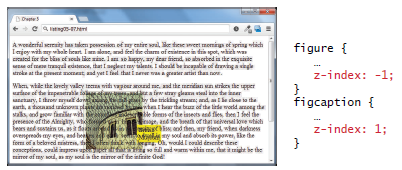 Chapter 5
listing05-07.html
A wonderful serenity has taken possession of my entire soul, like these sweet mornings of spring which
I enjoy with my whole heart. I am alone, and feel the charm of existence in this spot, which was
created for the bliss of souls like mine. I am so happy, my dear friend, so absorbed in the exquisite
sense of mere tranquil existence, that I neglect my talents. I should be incapable of drawing a single
stroke at the present moment; and yet I feel that I never was a greater artist than now.
When, while the lovely valley teems with vapour around me, and the meridian sun strikes the upper
surface of the impenetrable foliage of my trees, and but a few stray gleams steal into the inner
sanctuary, I throw myself down among the tall grass by the trickling stream; and, as I lie close to the
earth, a thousand unknown plants are noticed by me: when I hear the buzz of the little world among the
stalks, and grow familiar with the forms of the insects and flies, then I feel the
presence of the Almighty, who formed us in his own image, and the breath of that universal love which
bears and sustains us, as it floats around of bliss; and then, my friend, when darkness
overspreads my eyes, and heaven my soul and absorb its power, like the
form of a beloved mistress, then I often think with longing, Oh, would I could describe these
conceptions, could impress upon paper all that is living so full and warm within me, that it might be the
mirror of my soul, as my soul is the mirror of the infinite God!
figure {
…
z-index: -1;
}
figcaption {
…
z-index: 1;
}